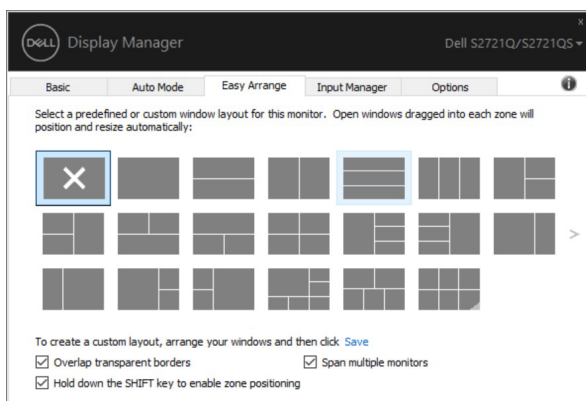 x
DELL Display Manager
Dell S2721Q/S2721QS
Basic Auto Mode Easy Arrange Input Manager Options i
Select a predefined or custom window layout for this monitor. Open windows dragged into each zone will
position and resize automatically:
>
To create a custom layout, arrange your windows and then click Save
Overlap transparent borders Span multiple monitors
Hold down the SHIFT key to enable zone positioning